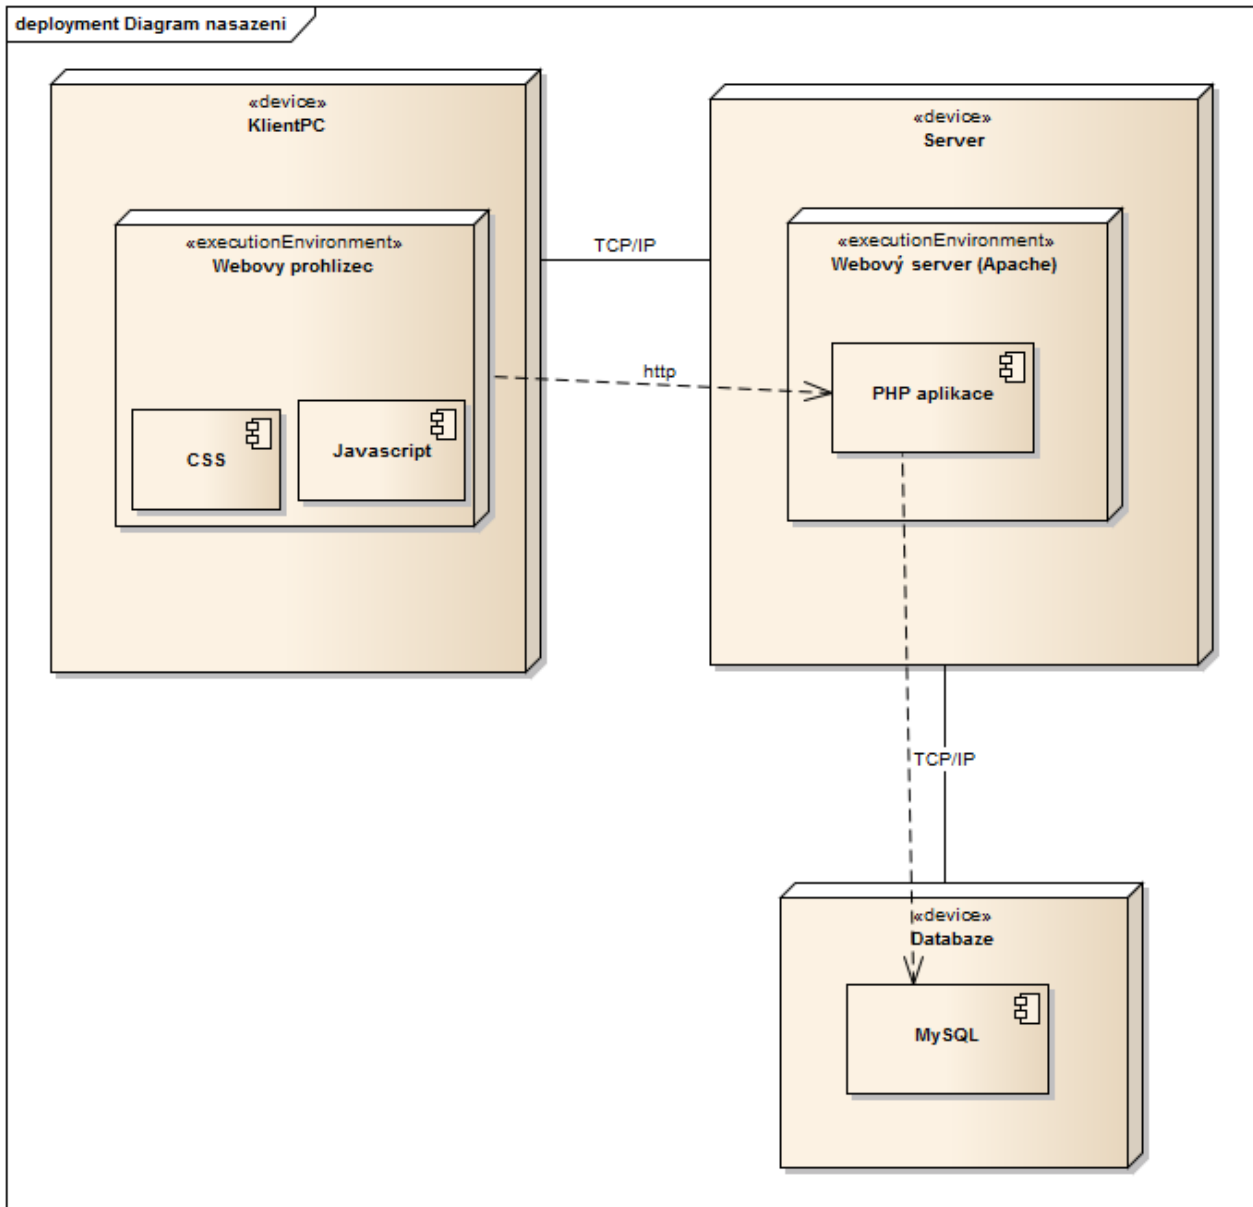 deployment Diagram nasazeni
«device»
KlientPC
«executionEnvironment»
Webovy prohlizec
CSS
Javascript
TCP/IP
http
«device»
Server
«executionEnvironment»
Webový server (Apache)
PHP aplikace
TCP/IP
«device»
Databaze
MySQL